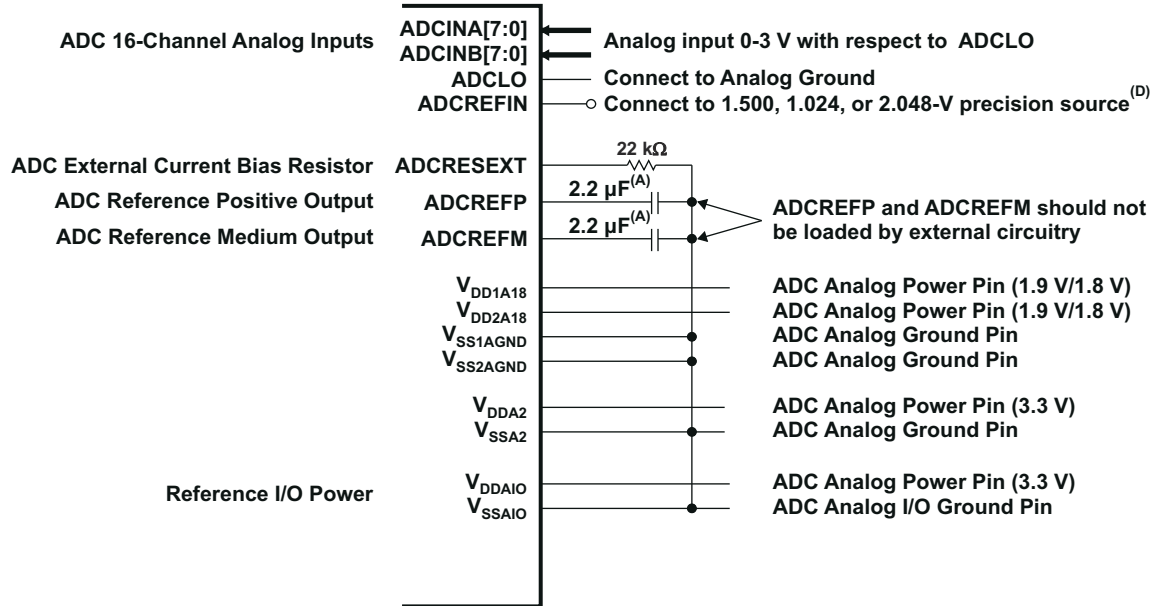 ADC 16-Channel Analog Inputs
ADCINA[7:0]
ADCINB[7:0]
Analog input 0-3 V with respect to ADCLO
ADCLO
Connect to Analog Ground
ADCREFIN
Connect to 1.500, 1.024, or 2.048-V precision source(D)
22 kΩ
ADC External Current Bias Resistor
ADCRESEXT
2.2 µF(A)
ADC Reference Positive Output
ADCREFP
2.2 µF(A)
ADC Reference Medium Output
ADCREFM
ADCREFP and ADCREFM should not
be loaded by external circuitry
VDD1A18
ADC Analog Power Pin (1.9 V/1.8 V)
VDD2A18
ADC Analog Power Pin (1.9 V/1.8 V)
VSS1AGND
ADC Analog Ground Pin
VSS2AGND
ADC Analog Ground Pin
VDDA2
ADC Analog Power Pin (3.3 V)
VSSA2
ADC Analog Ground Pin
Reference I/O Power
VDDAIO
ADC Analog Power Pin (3.3 V)
VSSAIO
ADC Analog I/O Ground Pin